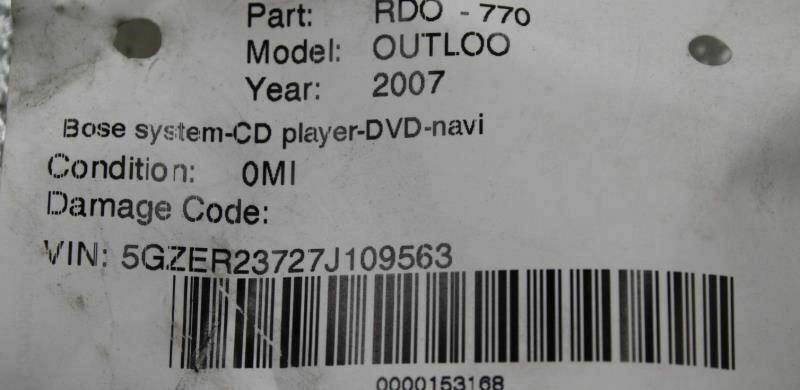 Part: RDO - 770
Model: OUTLOO
Year: 2007
Bose system-CD player-DVD-navi
Condition: 0MI
Damage Code:
VIN: 5GZER23727J109563
0000153168